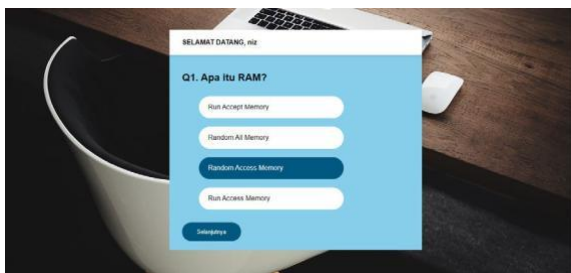 SELAMAT DATANG, niz
Q1. Apa itu RAM?
Run Accept Memory
Random All Memory
Random Access Memory
Run Access Memory
Selanjutnya